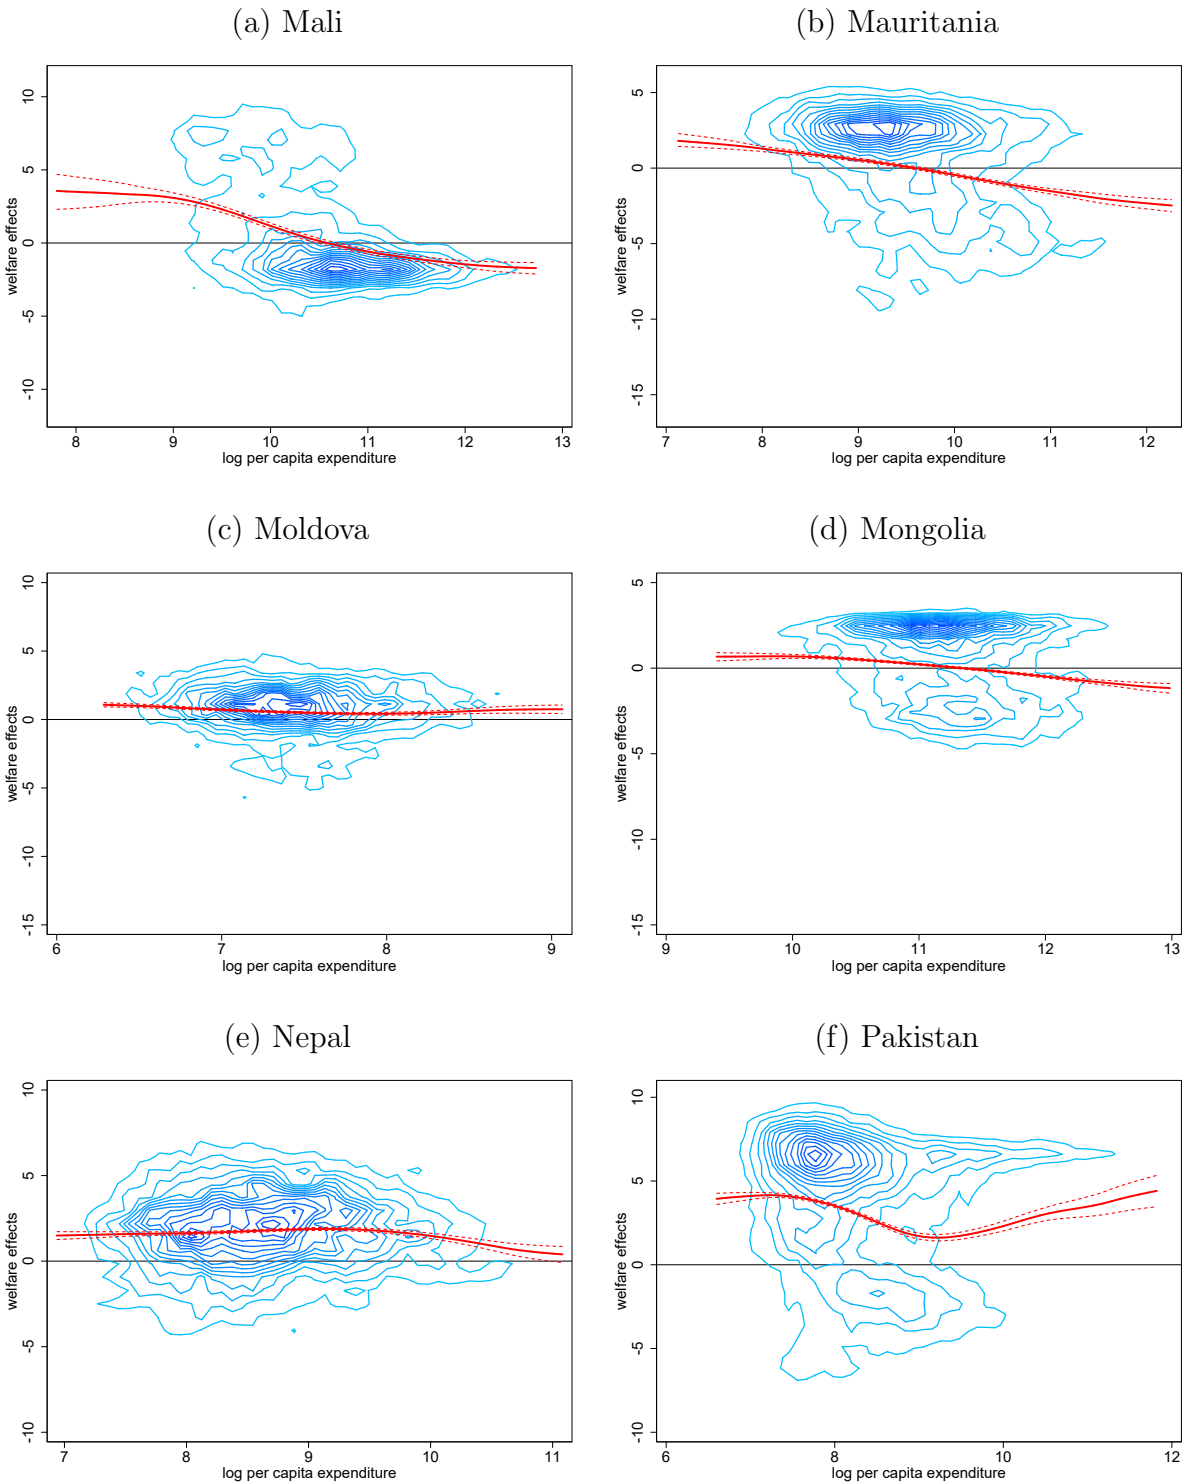 (a) Mali
(b) Mauritania
welfare effects
10
5
0
-5
-10
8 9 10 11 12 13
log per capita expenditure
welfare effects
5
0
-5
-10
-15
7 8 9 10 11 12
log per capita expenditure
(c) Moldova
(d) Mongolia
welfare effects
10
5
0
-5
-15
6 7 8 9
log per capita expenditure
welfare effects
5
0
-5
-10
-15
9 10 11 12 13
log per capita expenditure
(e) Nepal
(f) Pakistan
welfare effects
10
5
0
-5
-10
7 8 9 10 11
log per capita expenditure
welfare effects
10
5
0
-5
-10
6 8 10 12
log per capita expenditure